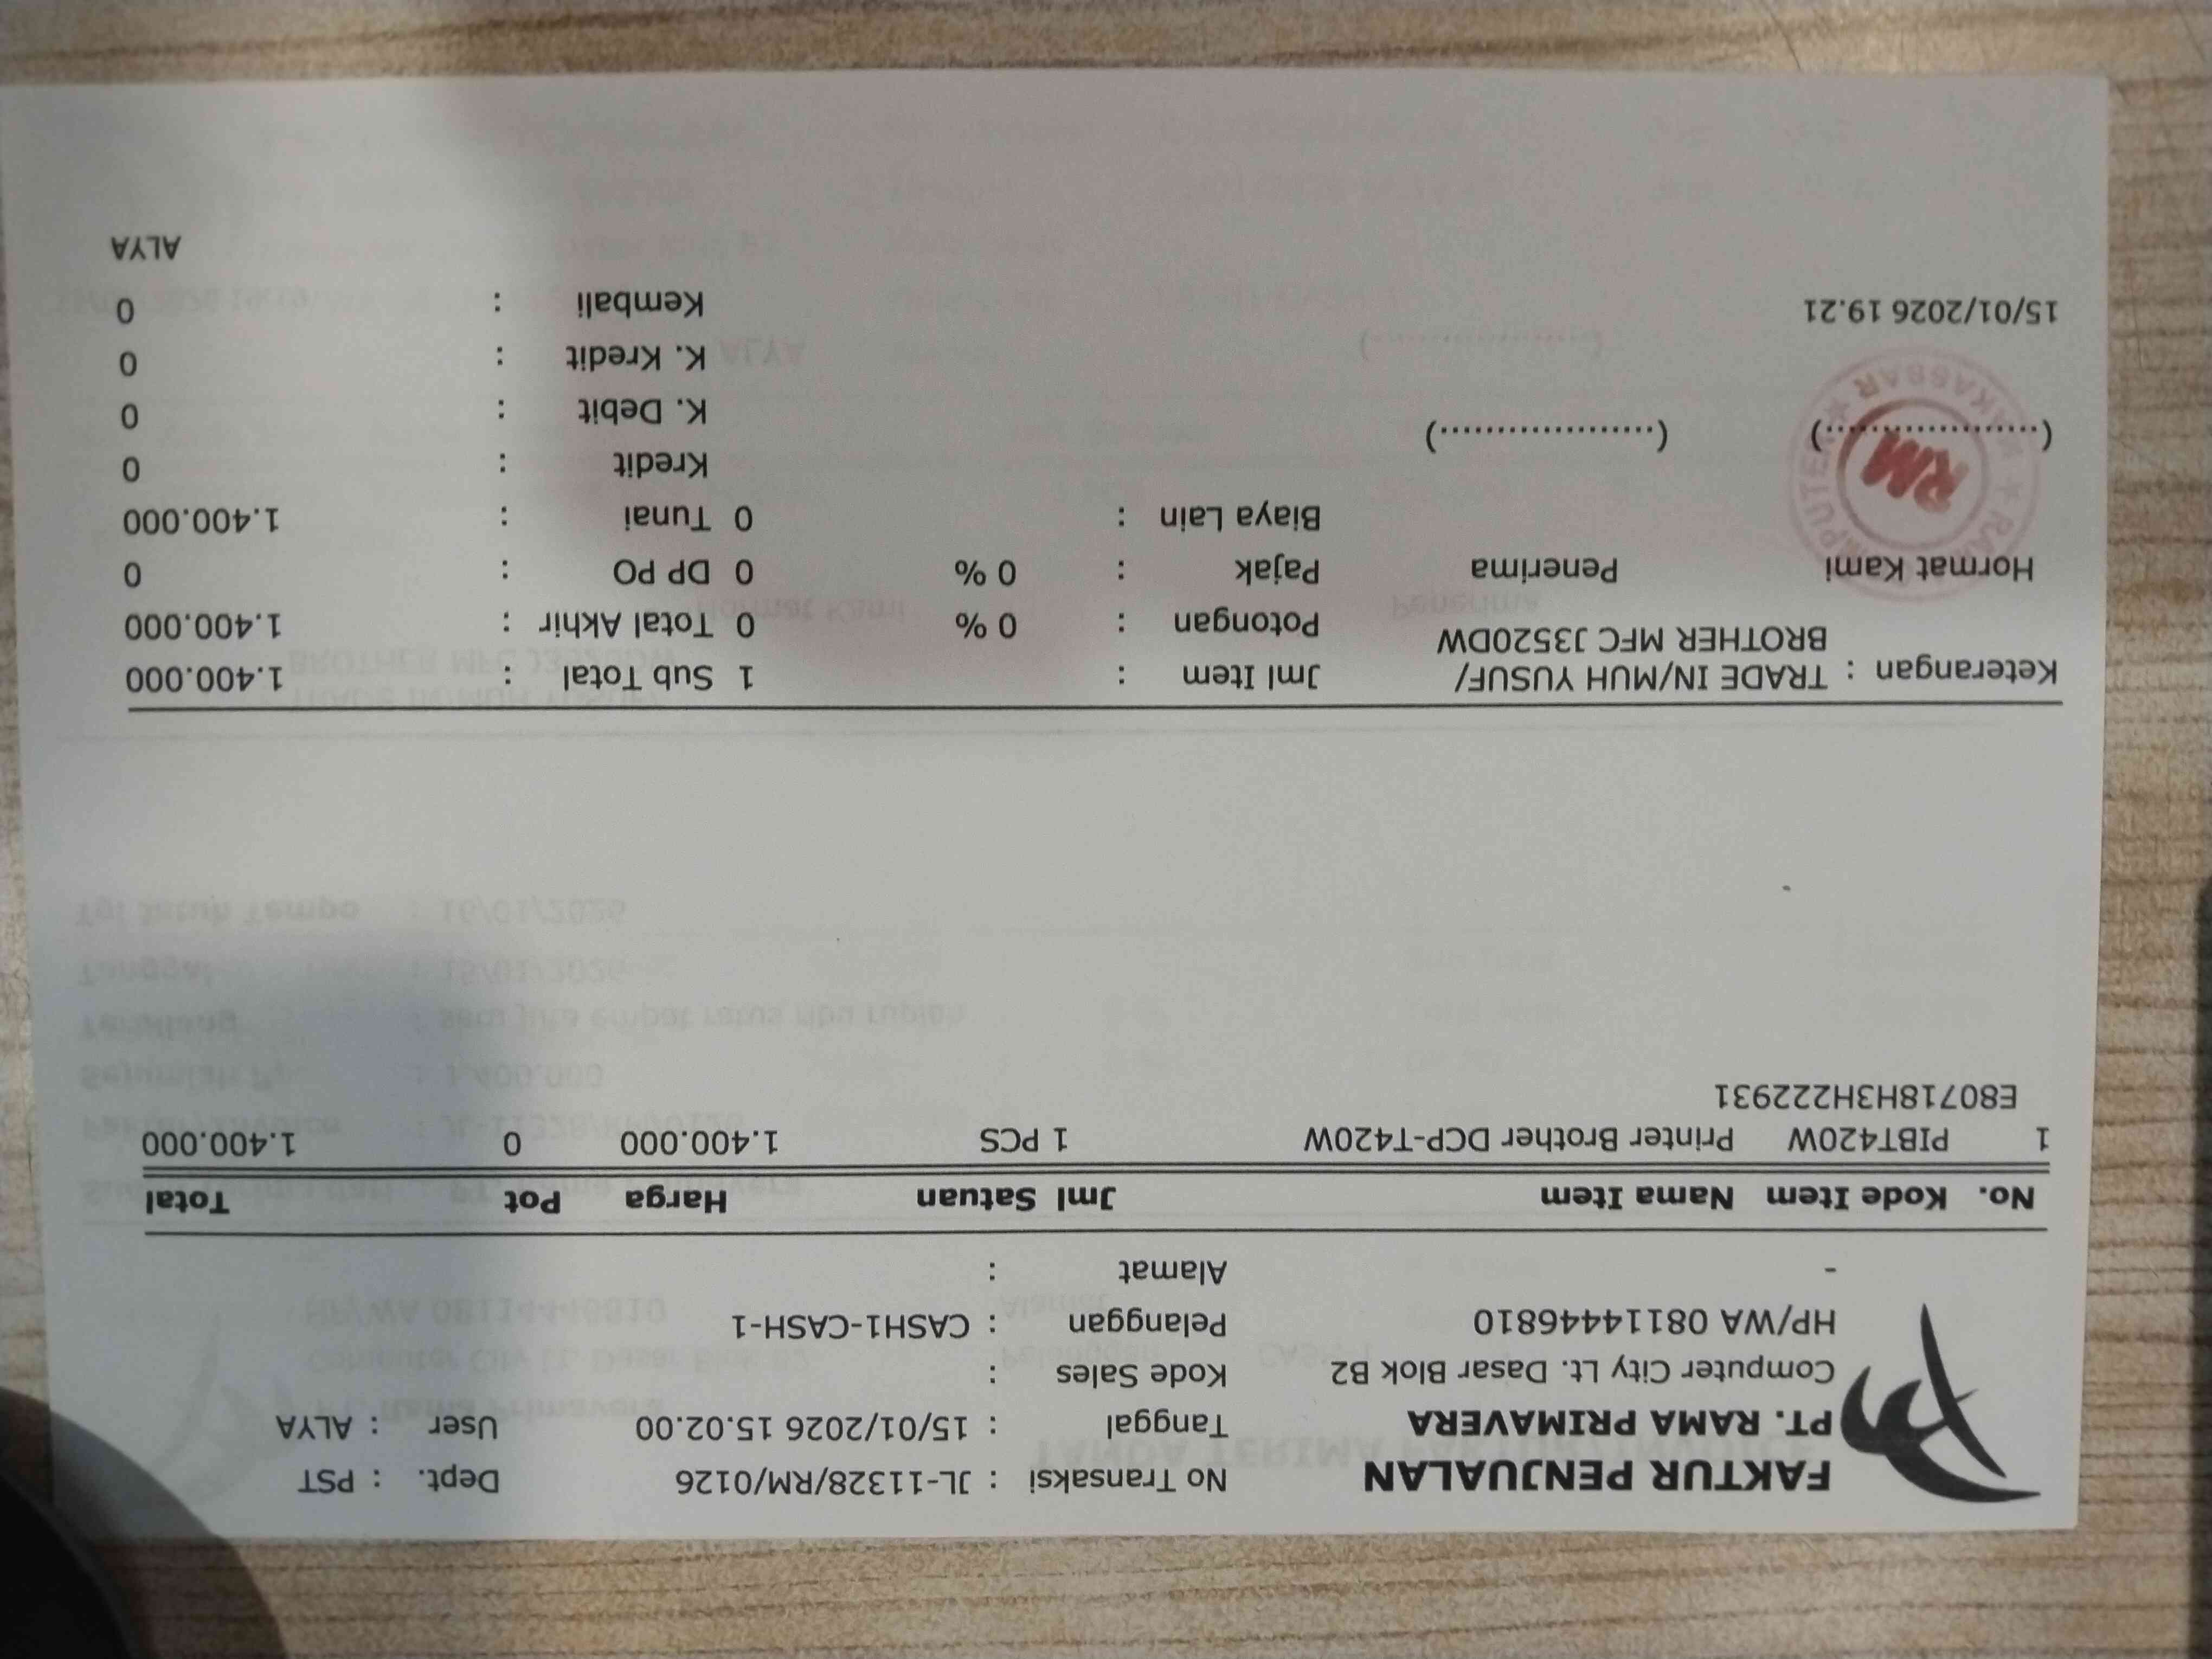 FAKTUR PENJUALAN
PT. RAMA PRIMAVERA
Computer City Lt. Dasar Blok B2
HP/WA 08114446810
-
No Transaksi : JL-11328/RM/0126
Tanggal : 15/01/2026 15.02.00
Kode Sales :
Pelanggan : CASH1-CASH-1
Alamat :
Dept. : PST
User : ALYA
No. Kode Item Nama Item Jml Satuan Harga Pot Total
1 PIBT420W Printer Brother DCP-T420W 1 PCS 1.400.000 0 1.400.000
E80718H3H222931
Keterangan : TRADE IN/MUH YUSUF/
BROTHER MFC J3520DW
Hormat Kami Penerima
(....................) (....................)
RM
MAKASSAR
15/01/2026 19.21
Jml Item : 1
Potongan : 0 % 0
Pajak : 0 % 0
Biaya Lain : 0
Sub Total : 1.400.000
Total Akhir : 1.400.000
DP PO : 0
Tunai : 1.400.000
Kredit : 0
K. Debit : 0
K. Kredit : 0
Kembali : 0
ALYA